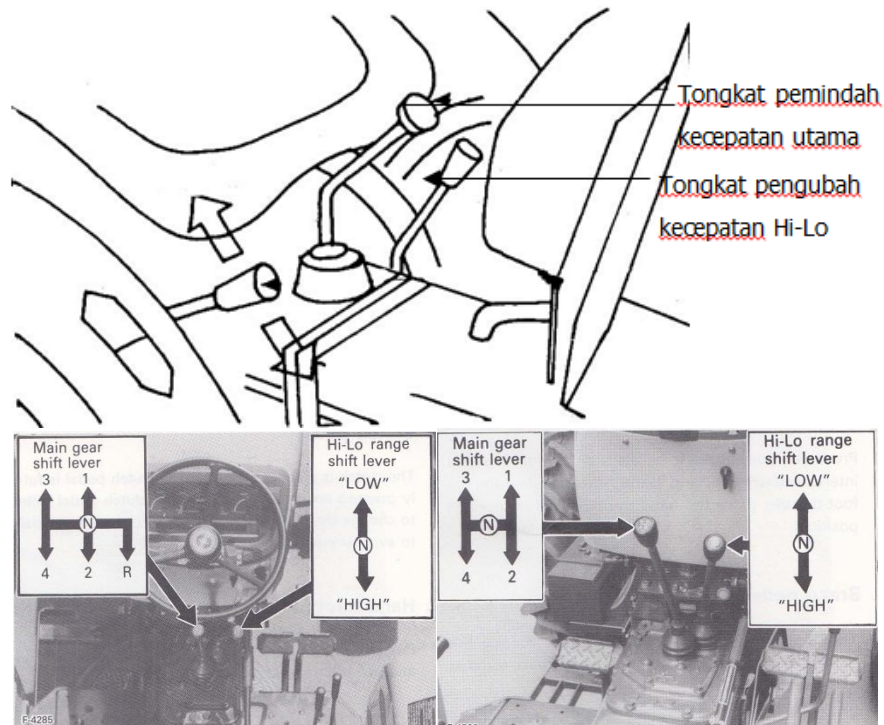 Tongkat pemindah
kecepatan utama
Tongkat pengubah
kecepatan Hi-Lo
Main gear
shift lever
3 1
N
4 2 R
Hi-Lo range
shift lever
"LOW"
N
"HIGH"
F-4285
Main gear
shift lever
3 1
N
4 2
Hi-Lo range
shift lever
"LOW"
N
"HIGH"